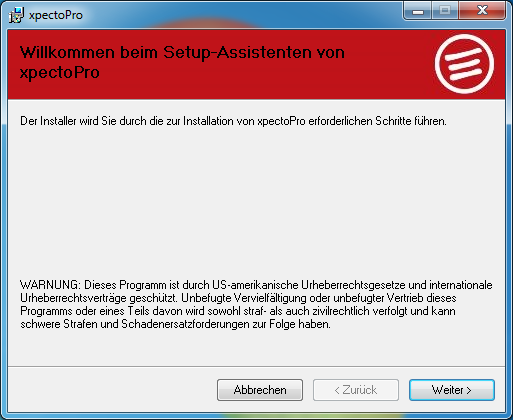 xpectoPro
Willkommen beim Setup-Assistenten von
xpectoPro
Der Installer wird Sie durch die zur Installation von xpectoPro erforderlichen Schritte führen.
WARNUNG: Dieses Programm ist durch US-amerikanische Urheberrechtsgesetze und internationale
Urheberrechtsverträge geschützt. Unbefugte Vervielfältigung oder unbefugter Vertrieb dieses
Programms oder eines Teils davon wird sowohl straf- als auch zivilrechtlich verfolgt und kann
schwere Strafen und Schadenersatzforderungen zur Folge haben.
Abbrechen
< Zurück
Weiter >